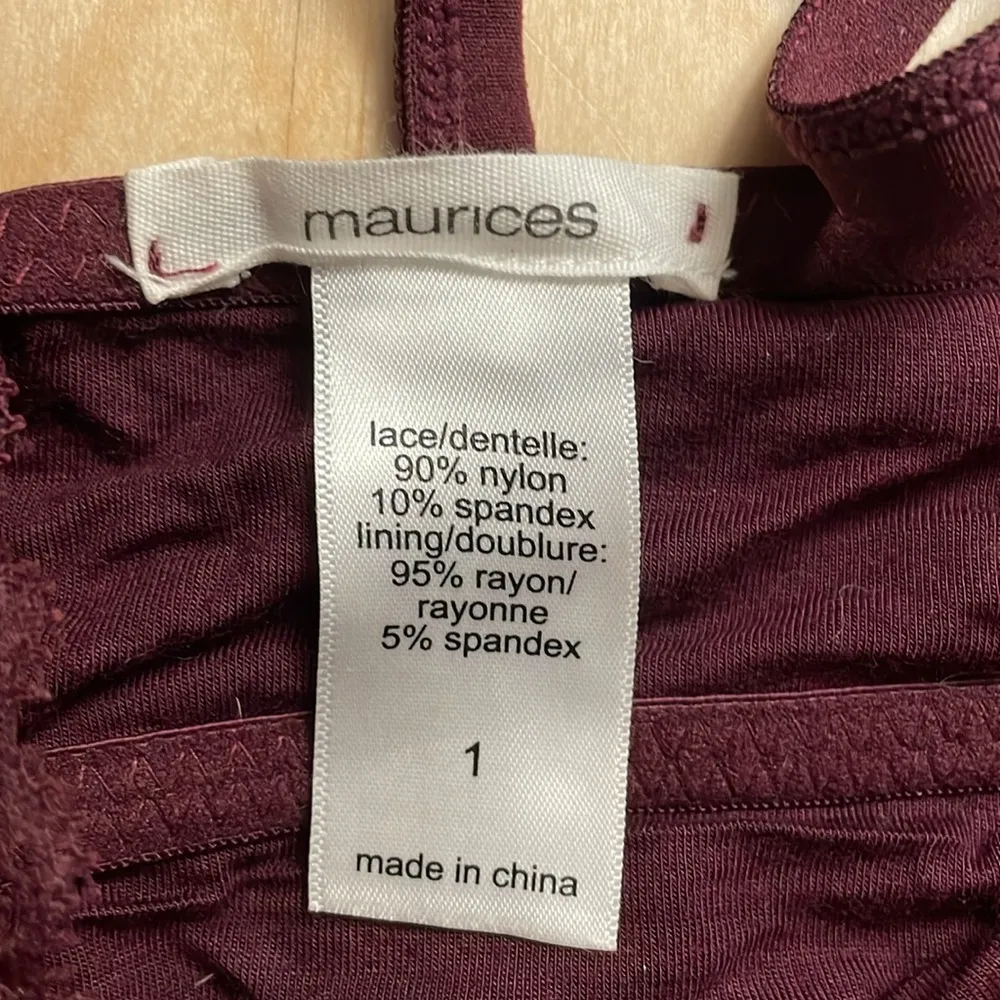 maurices
lace/dentelle:
90% nylon
10% spandex
lining/doublure:
95% rayon/
rayonne
5% spandex
1
made in china